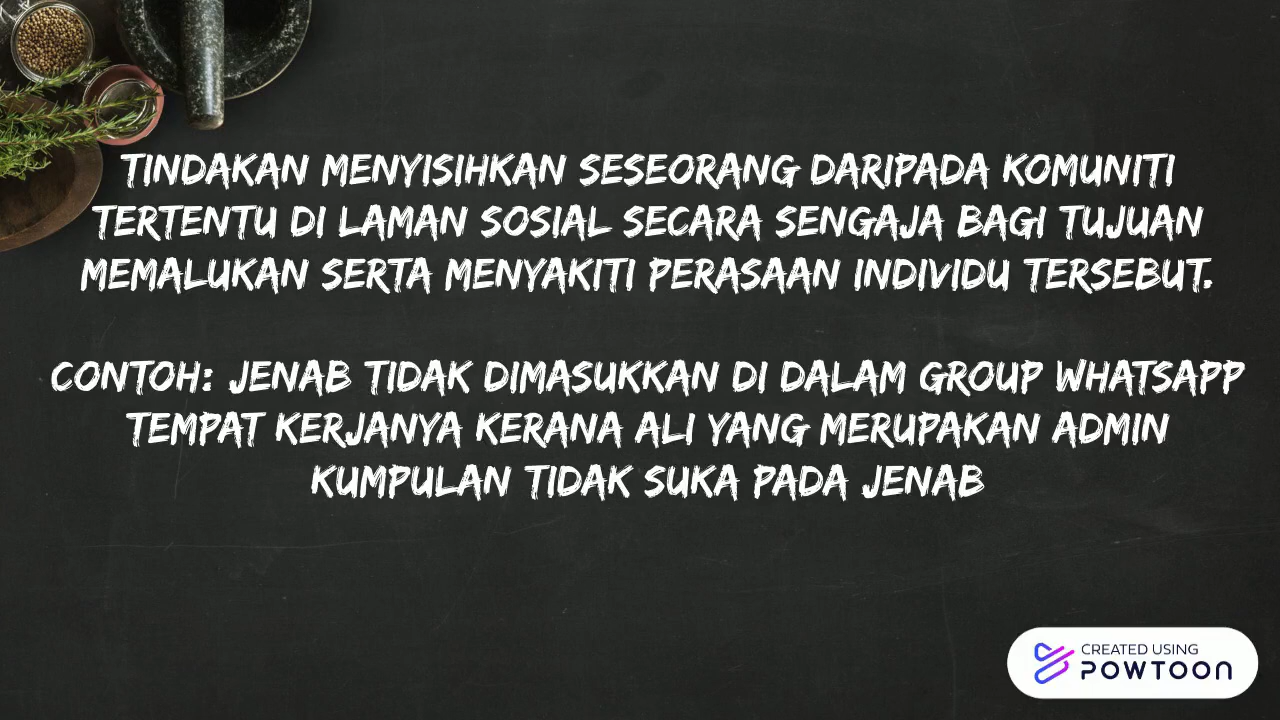 TINDAKAN MENYISIHKAN SESEORANG DARIPADA KOMUNITI
TERTENTU DI LAMAN SOSIAL SECARA SENGAJA BAGI TUJUAN
MEMALUKAN SERTA MENYAKITI PERASAAN INDIVIDU TERSEBUT.
CONTOH: JENAB TIDAK DIMASUKKAN DI DALAM GROUP WHATSAPP
TEMPAT KERJANYA KERANA ALI YANG MERUPAKAN ADMIN
KUMPULAN TIDAK SUKA PADA JENAB
CREATED USING
POWTOON